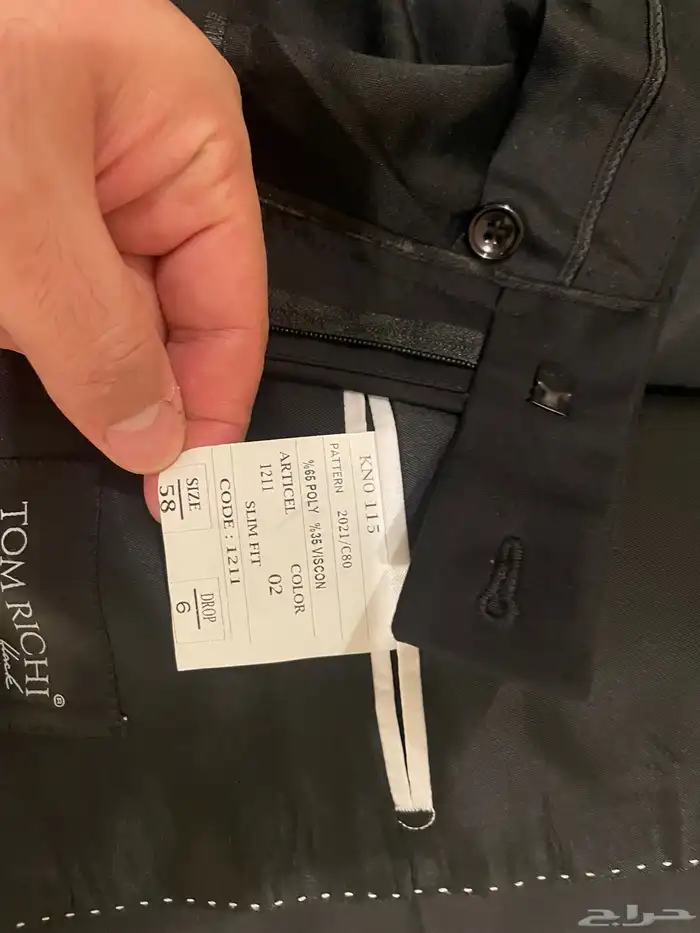 KNO 115
PATTERN 2021/C80
%65 POLY %35 VISCON
ARTICEL COLOR
1211 02
SLIM FIT
CODE : 1211
SIZE DROP
58 6
TOM RICHI®
black
حراج